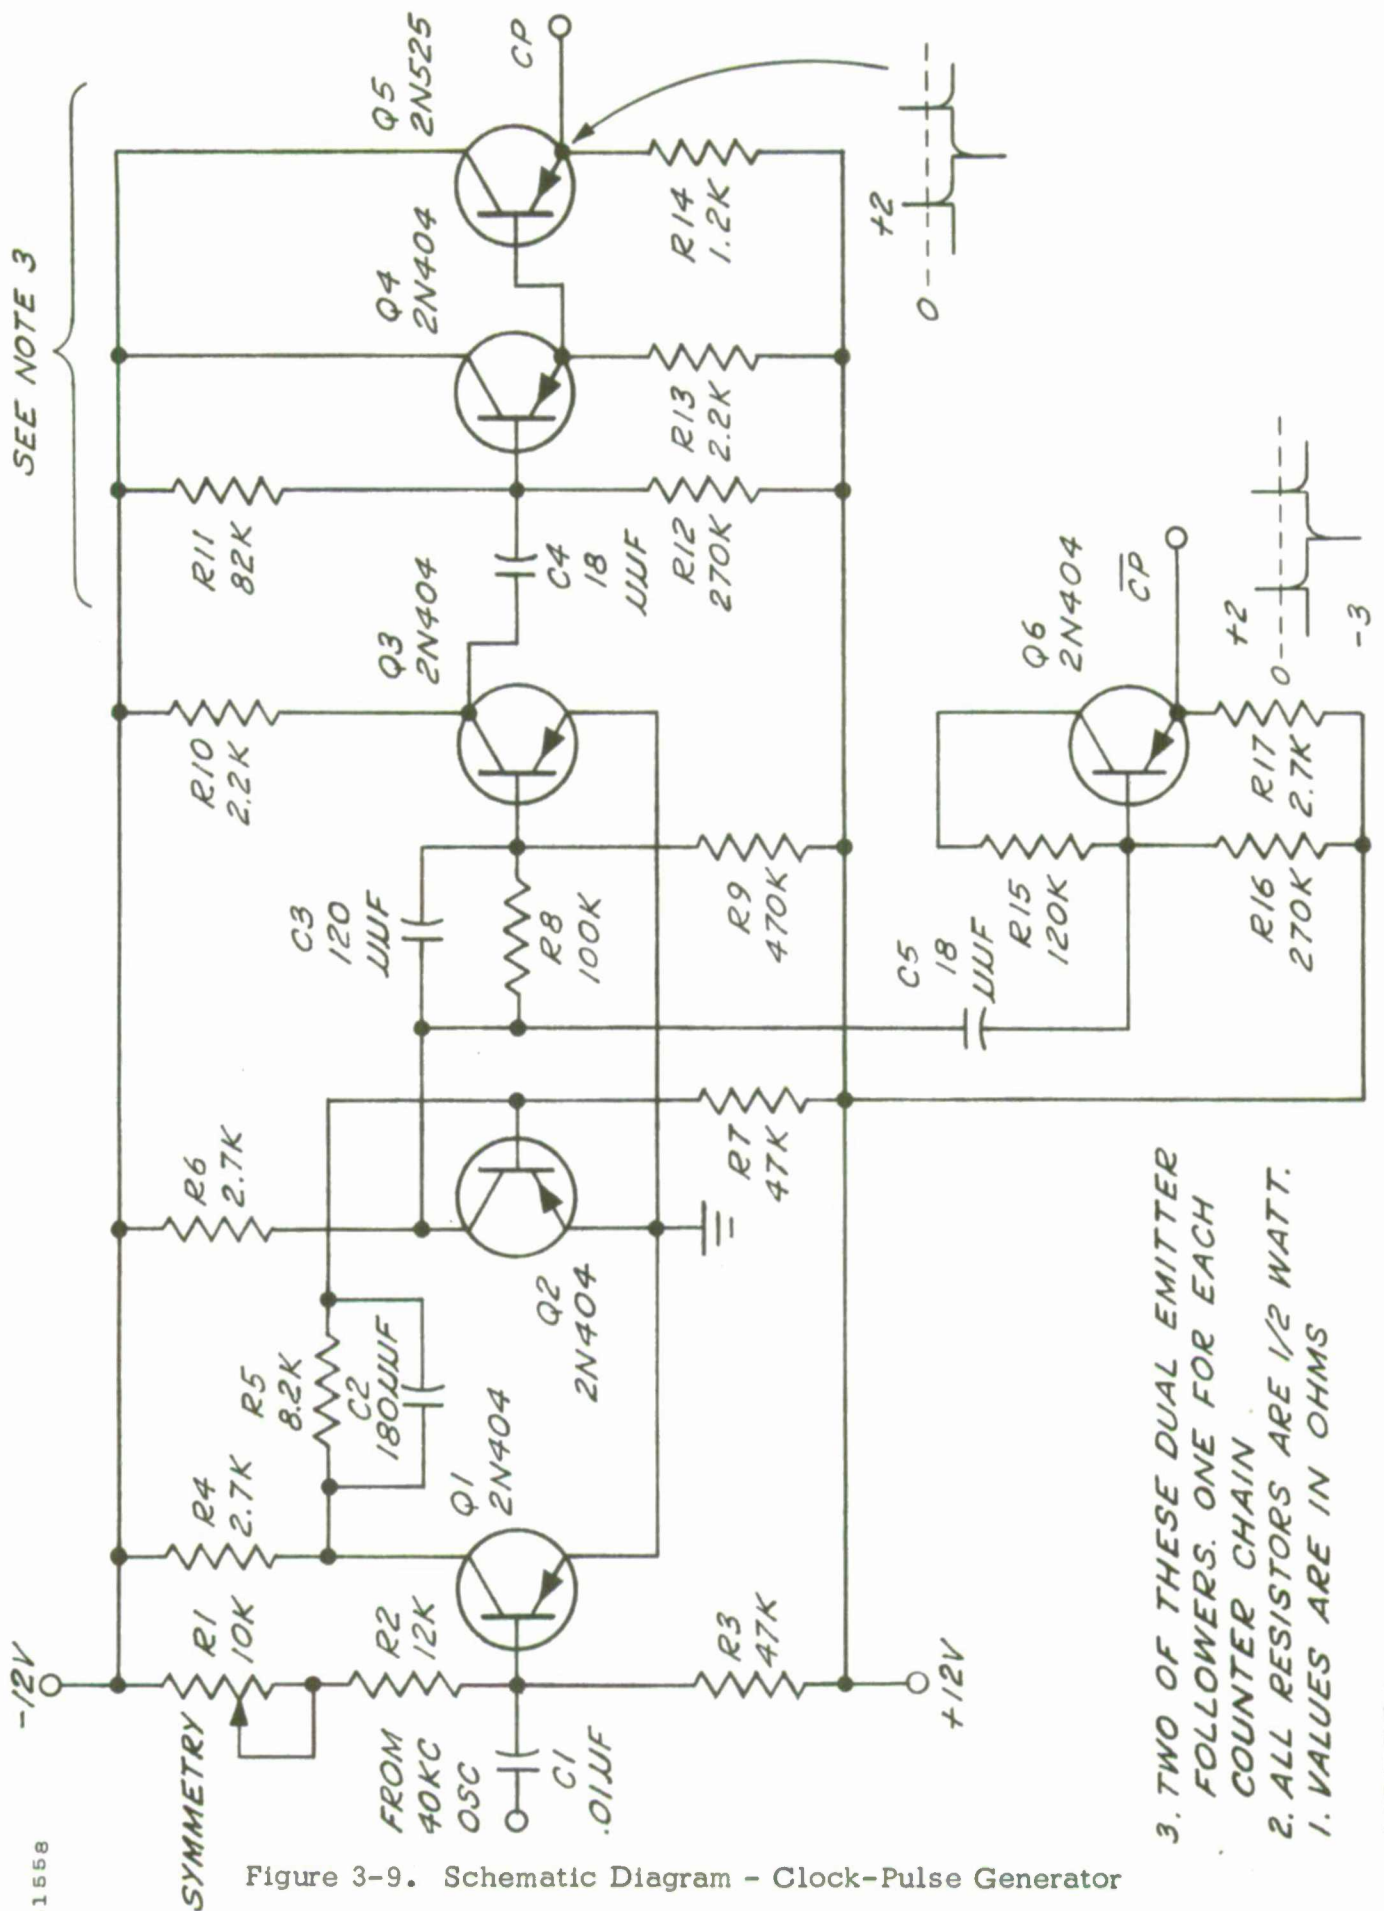 1558
SEE NOTE 3
-12V
SYMMETRY
R1
10K
R2
12K
R3
47K
+12V
FROM
40KC
OSC
C1
.01UF
R4
2.7K
R5
8.2K
C2
180UUF
Q1
2N404
R6
2.7K
Q2
2N404
R7
47K
C3
120
UUF
R8
100K
R9
470K
R10
2.2K
Q3
2N404
C4
18
UUF
R11
82K
R12
270K
Q4
2N404
R13
2.2K
Q5
2N525
CP
R14
1.2K
+2
0
C5
18
UUF
R15
120K
R16
270K
Q6
2N404
C̅P̅
R17
2.7K
+2
0
-3
3. TWO OF THESE DUAL EMITTER
FOLLOWERS. ONE FOR EACH
COUNTER CHAIN
2. ALL RESISTORS ARE 1/2 WATT.
1. VALUES ARE IN OHMS
Figure 3-9. Schematic Diagram - Clock-Pulse Generator